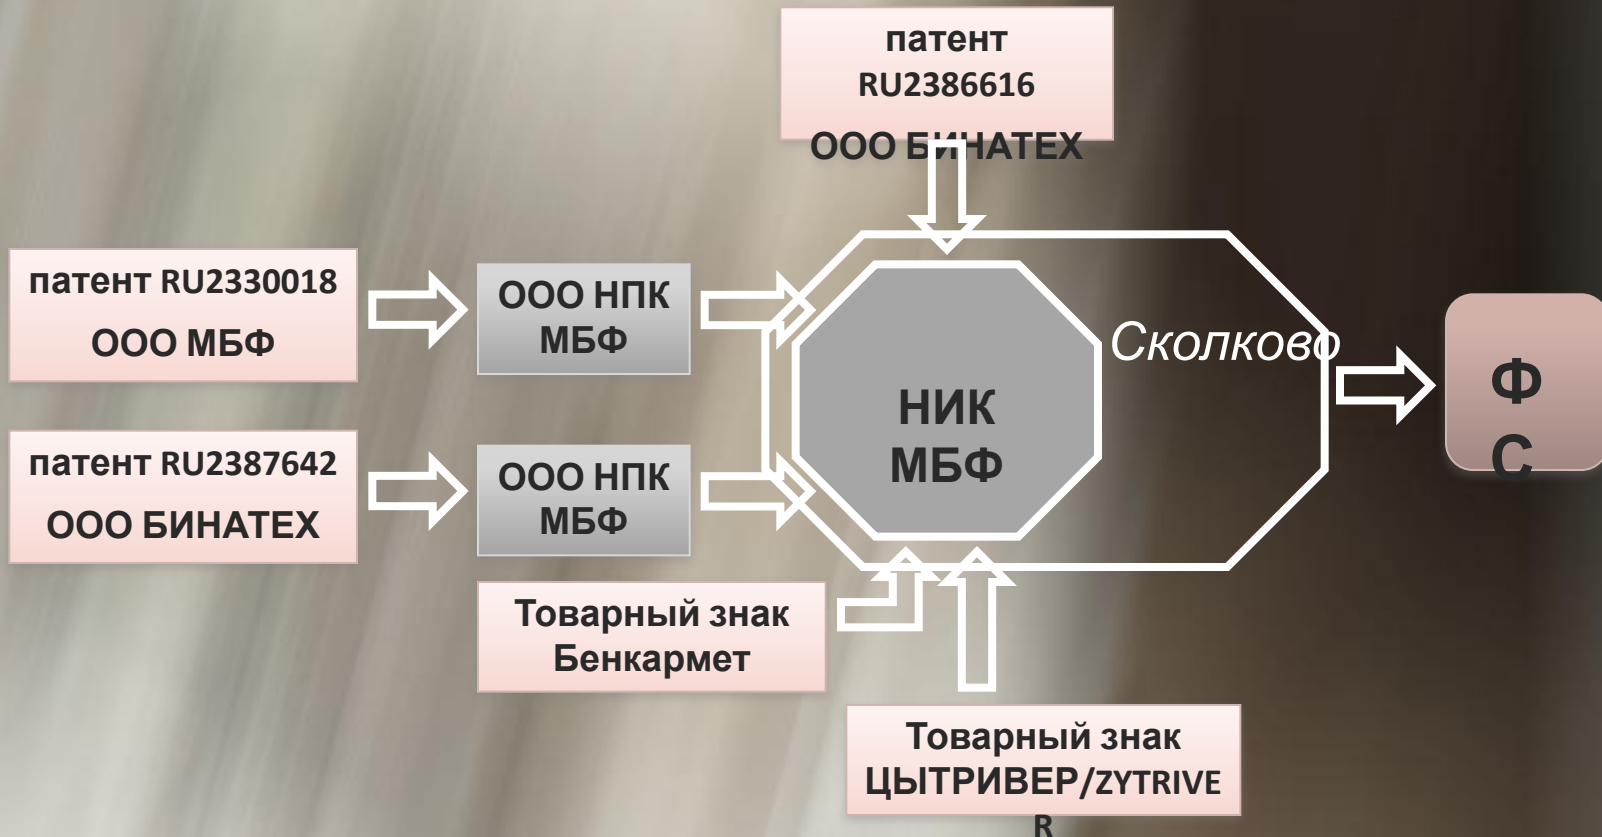 патент
RU2386616
ООО БИНАТЕХ
патент RU2330018
ООО МБФ
ООО НПК
МБФ
Сколково
НИК
МБФ
Ф
С
патент RU2387642
ООО БИНАТЕХ
ООО НПК
МБФ
Товарный знак
Бенкармет
Товарный знак
ЦЫТРИВЕР/ZYTRIVE
R